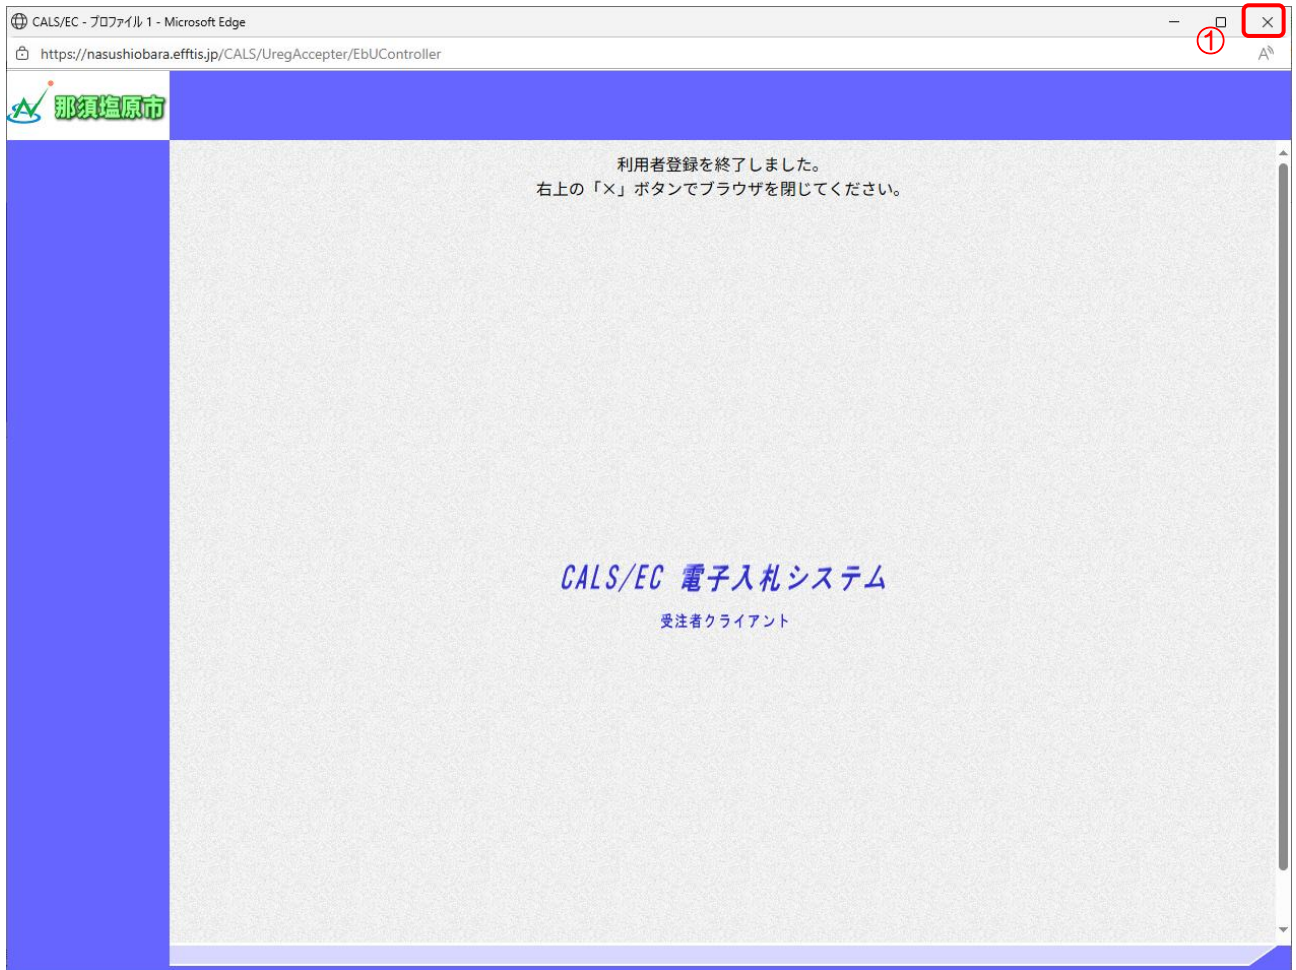 CALS/EC - プロファイル 1 - Microsoft Edge
①
https://nasushiobara.efftis.jp/CALS/UregAccepter/EbUController
那須塩原市
利用者登録を終了しました。
右上の「×」ボタンでブラウザを閉じてください。
CALS/EC 電子入札システム
受注者クライアント